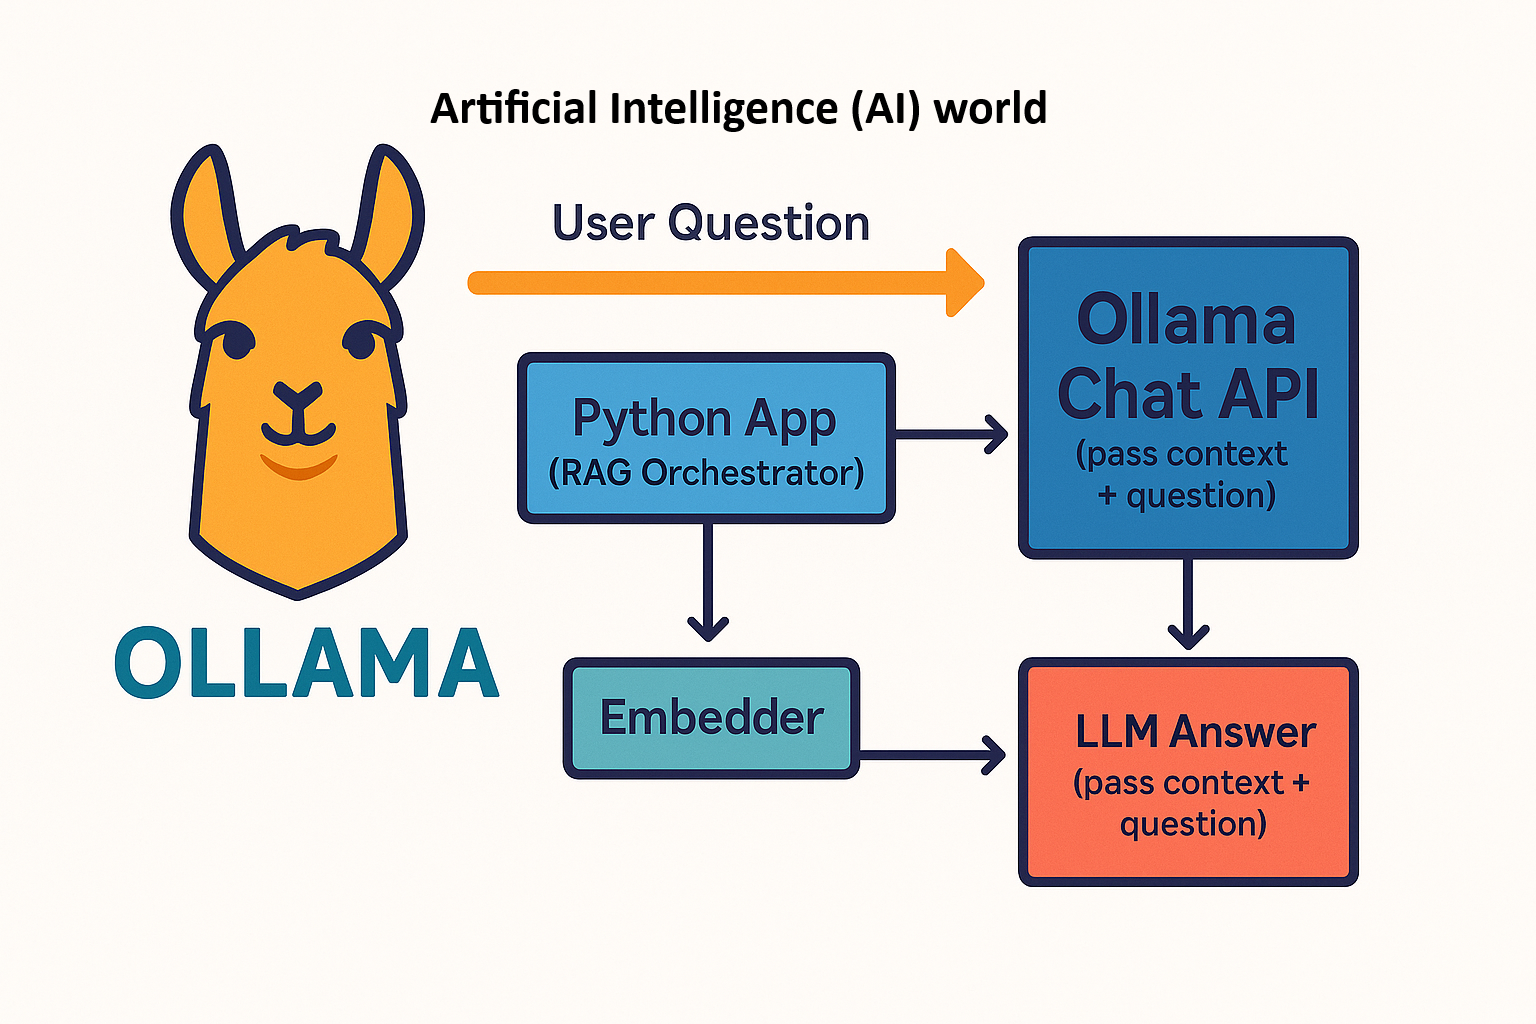 Artificial Intelligence (AI) world
User Question
Ollama
Chat API
(pass context
+ question)
Python App
(RAG Orchestrator)
OLLAMA
Embedder
LLM Answer
(pass context +
question)